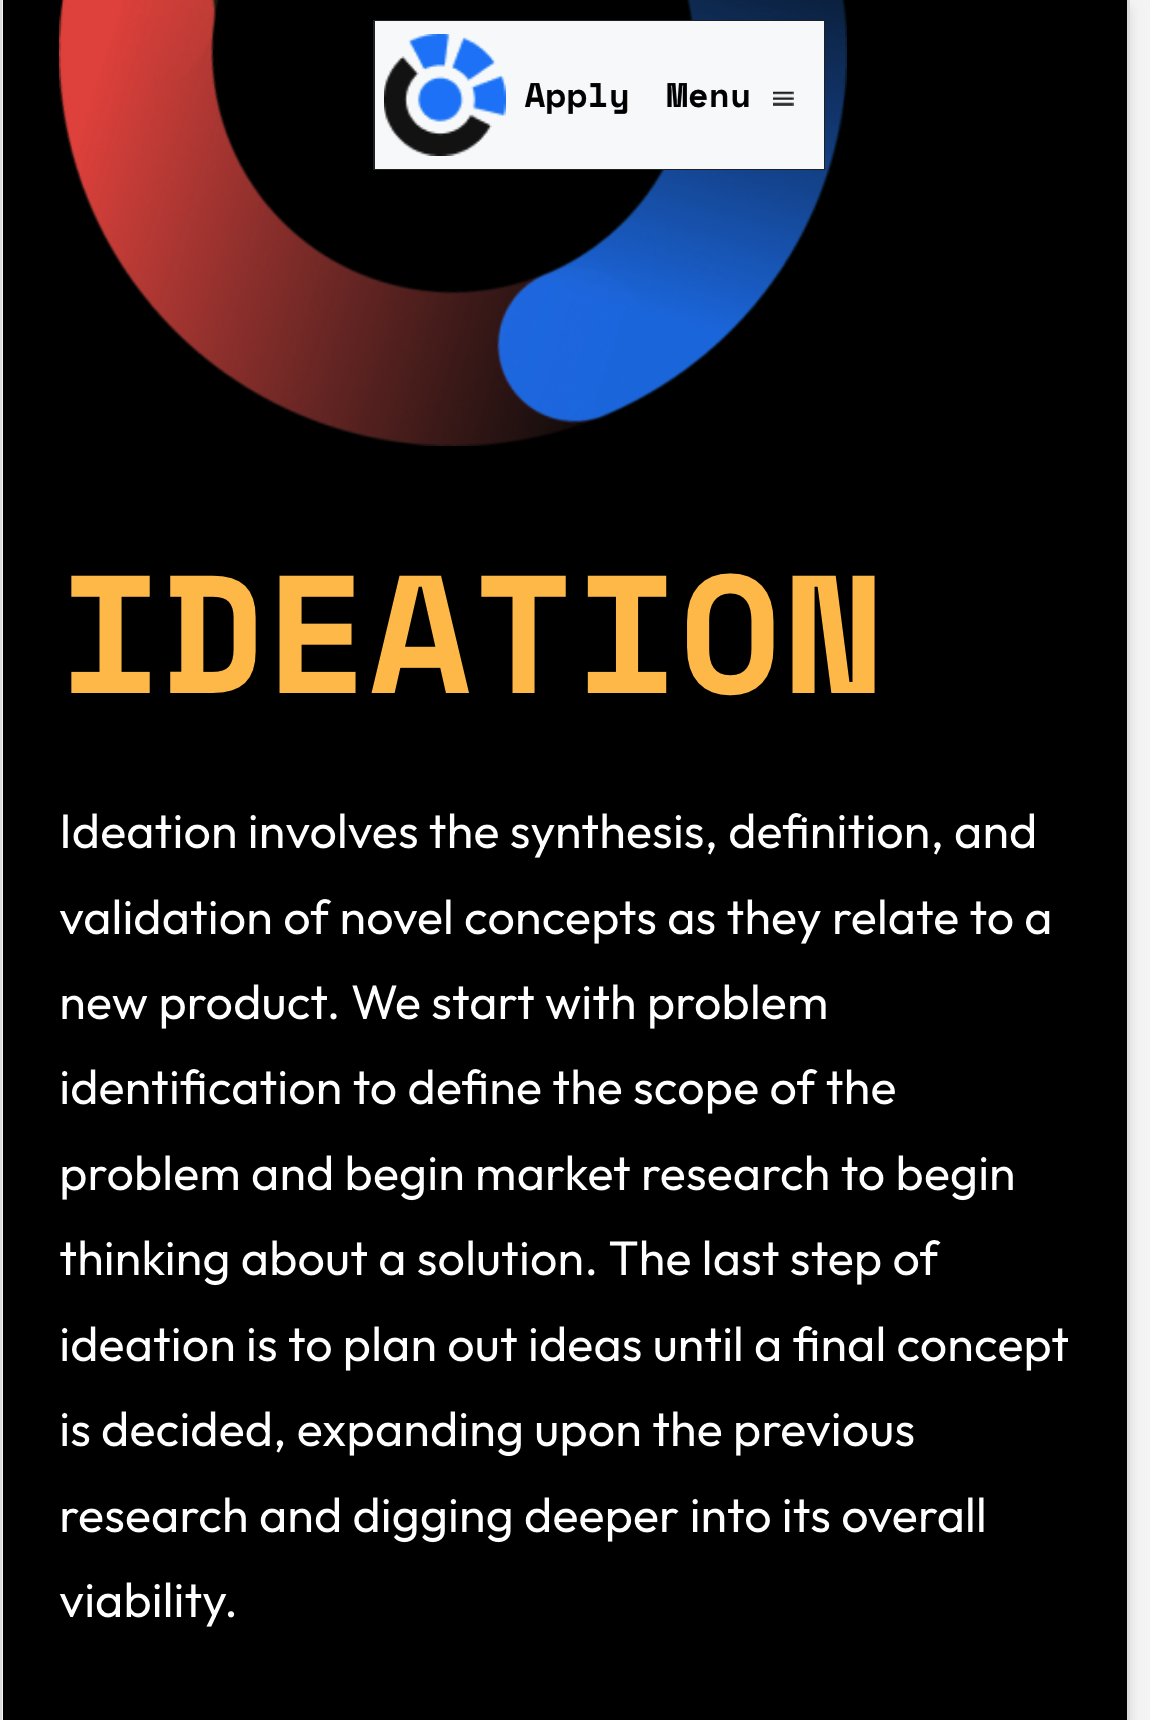 Apply Menu
IDEATION
Ideation involves the synthesis, definition, and
validation of novel concepts as they relate to a
new product. We start with problem
identification to define the scope of the
problem and begin market research to begin
thinking about a solution. The last step of
ideation is to plan out ideas until a final concept
is decided, expanding upon the previous
research and digging deeper into its overall
viability.